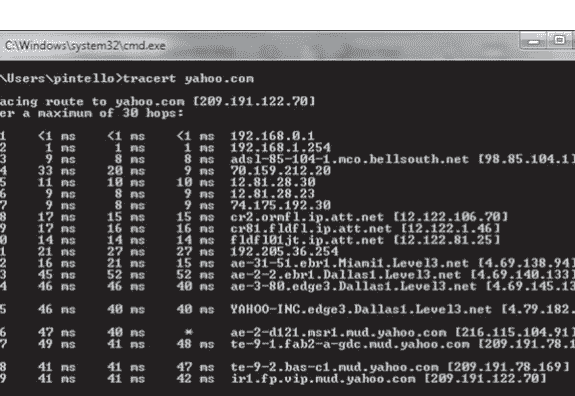 C:\Windows\system32\cmd.exe
\Users\pintello>tracert yahoo.com
acing route to yahoo.com [209.191.122.70]
er a maximum of 30 hops:
1 <1 ms <1 ms <1 ms 192.168.0.1
2 1 ms 1 ms 1 ms 192.168.1.254
3 9 ms 8 ms 8 ms adsl-85-104-1.mco.bellsouth.net [98.85.104.1]
4 33 ms 20 ms 9 ms 70.159.212.20
5 11 ms 10 ms 10 ms 12.81.28.30
6 9 ms 8 ms 9 ms 12.81.28.23
7 9 ms 9 ms 8 ms 74.175.192.30
8 17 ms 15 ms 15 ms cr2.ormfl.ip.att.net [12.122.106.70]
9 17 ms 16 ms 16 ms cr81.fldfl.ip.att.net [12.122.1.46]
0 14 ms 14 ms 14 ms fldfl01jt.ip.att.net [12.122.81.25]
1 21 ms 27 ms 27 ms 192.205.36.254
2 16 ms 21 ms 15 ms ae-31-51.ebr1.Miami1.Level3.net [4.69.138.94]
3 45 ms 52 ms 52 ms ae-2-2.ebr1.Dallas1.Level3.net [4.69.140.133]
4 46 ms 46 ms 40 ms ae-3-80.edge3.Dallas1.Level3.net [4.69.145.13
5 46 ms 40 ms 40 ms YAHOO-INC.edge3.Dallas1.Level3.net [4.79.182.
6 47 ms 40 ms * ae-2-d121.msr1.mud.yahoo.com [216.115.104.91]
7 49 ms 41 ms 48 ms te-9-1.fab2-a-gdc.mud.yahoo.com [209.191.78.1
8 41 ms 41 ms 47 ms te-9-2.bas-c1.mud.yahoo.com [209.191.78.169]
9 41 ms 41 ms 42 ms ir1.fp.vip.mud.yahoo.com [209.191.122.70]